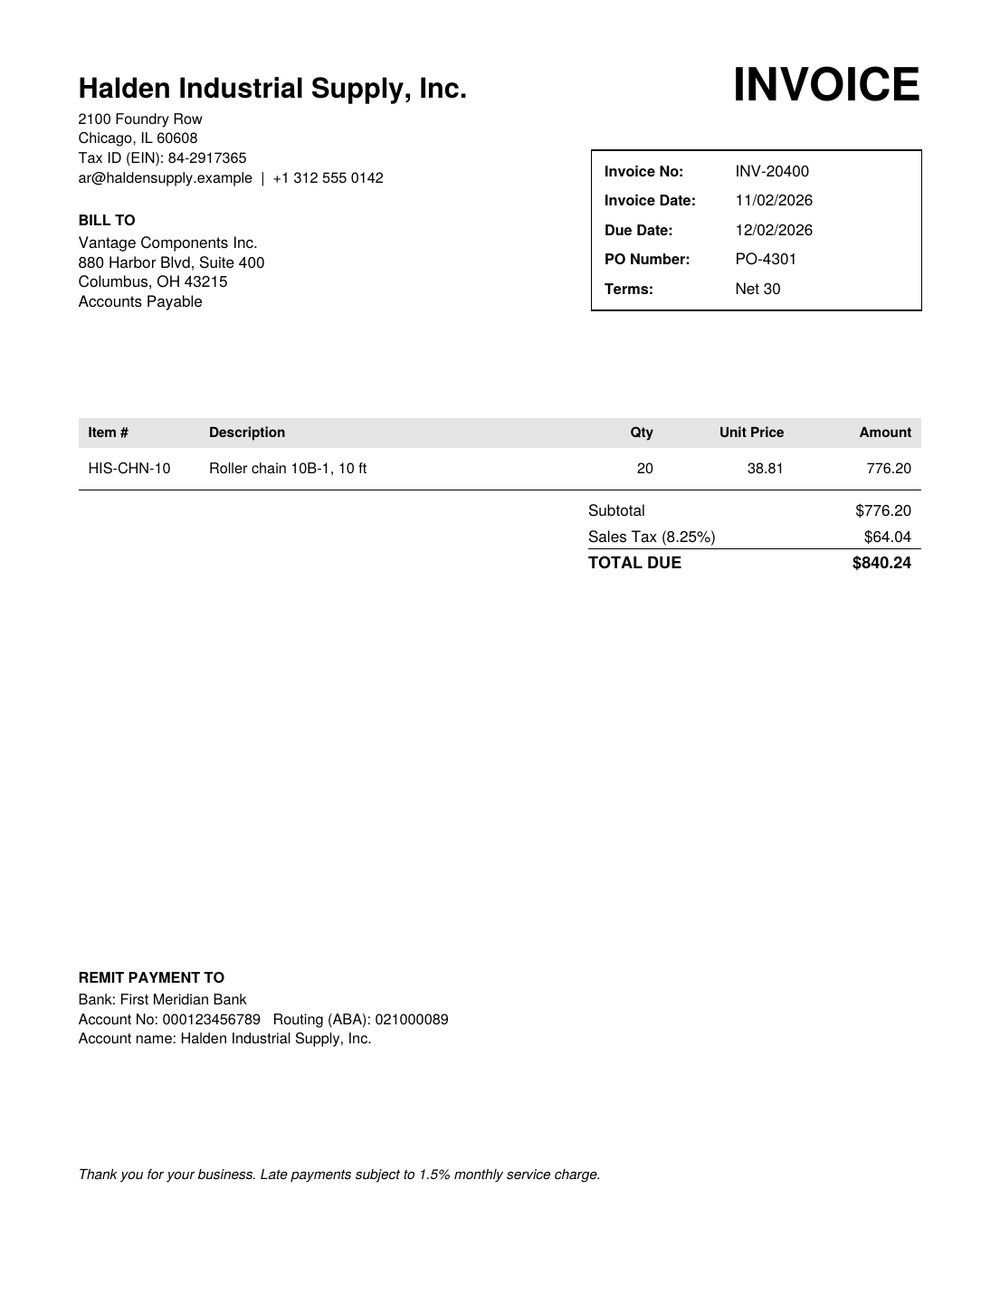 Halden Industrial Supply, Inc.
INVOICE
2100 Foundry Row
Chicago, IL 60608
Tax ID (EIN): 84-2917365
ar@haldensupply.example | +1 312 555 0142
Invoice No: INV-20400
Invoice Date: 11/02/2026
Due Date: 12/02/2026
PO Number: PO-4301
Terms: Net 30
BILL TO
Vantage Components Inc.
880 Harbor Blvd, Suite 400
Columbus, OH 43215
Accounts Payable
Item # Description Qty Unit Price Amount
HIS-CHN-10 Roller chain 10B-1, 10 ft 20 38.81 776.20
Subtotal $776.20
Sales Tax (8.25%) $64.04
TOTAL DUE $840.24
REMIT PAYMENT TO
Bank: First Meridian Bank
Account No: 000123456789 Routing (ABA): 021000089
Account name: Halden Industrial Supply, Inc.
Thank you for your business. Late payments subject to 1.5% monthly service charge.